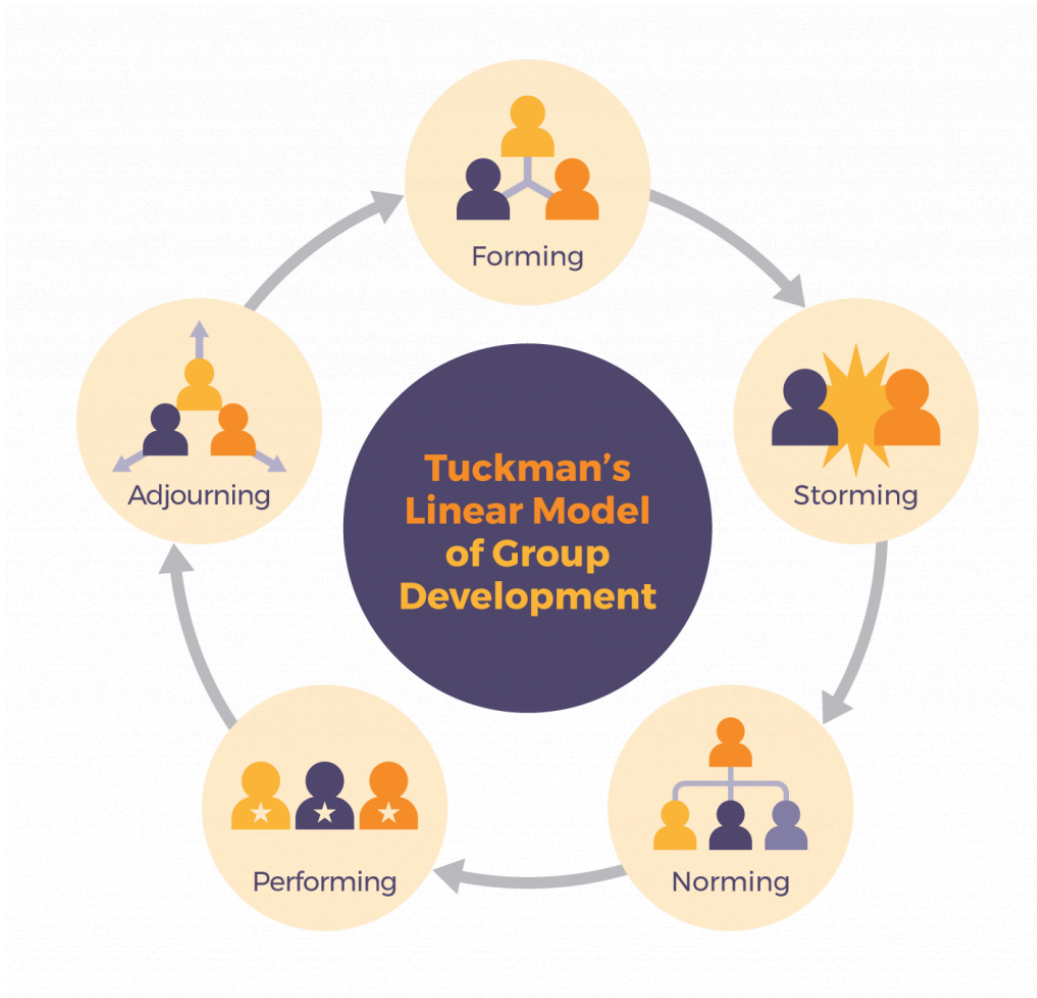 Forming
Adjourning
Storming
Tuckman’s
Linear Model
of Group
Development
Performing
Norming